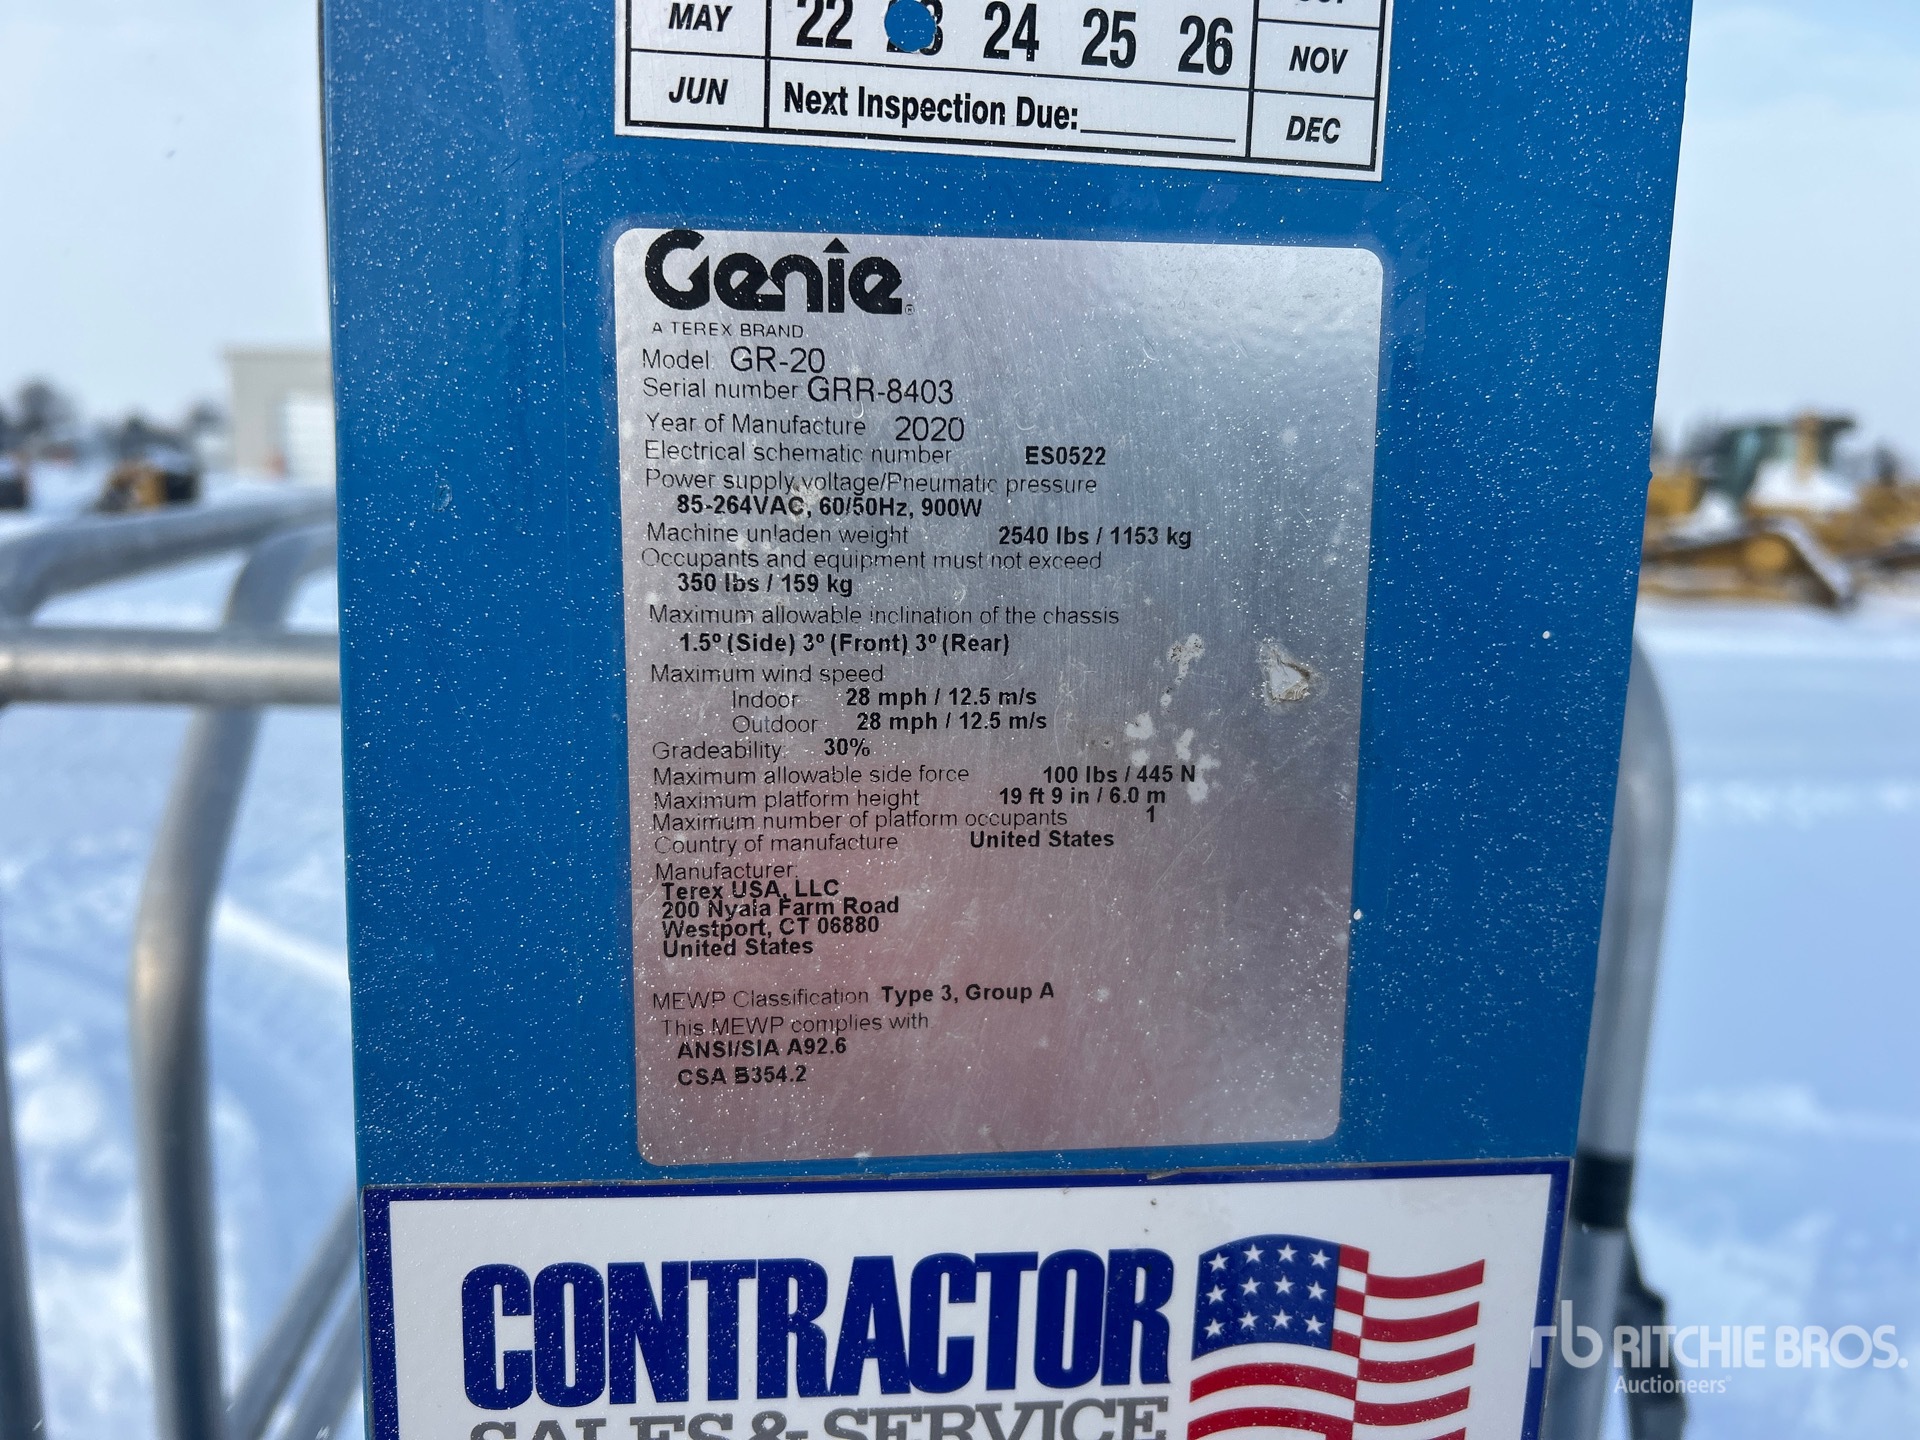 MAY 22 24 25 26 NOV
JUN Next Inspection Due: DEC
Genie®
A TEREX BRAND
Model: GR-20
Serial number GRR-8403
Year of Manufacture 2020
Electrical schematic number ES0522
Power supply voltage/Pneumatic pressure
85-264VAC, 60/50Hz, 900W
Machine unladen weight 2540 lbs / 1153 kg
Occupants and equipment must not exceed
350 lbs / 159 kg
Maximum allowable inclination of the chassis
1.5º (Side) 3º (Front) 3º (Rear)
Maximum wind speed
Indoor 28 mph / 12.5 m/s
Outdoor 28 mph / 12.5 m/s
Gradeability: 30%
Maximum allowable side force 100 lbs / 445 N
Maximum platform height 19 ft 9 in / 6.0 m
Maximum number of platform occupants 1
Country of manufacture United States
Manufacturer:
Terex USA, LLC
200 Nyala Farm Road
Westport, CT 06880
United States
MEWP Classification Type 3, Group A
This MEWP complies with
ANSI/SIA A92.6
CSA B354.2
CONTRACTOR
SALES & SERVICE
rb RITCHIE BROS.
Auctioneers